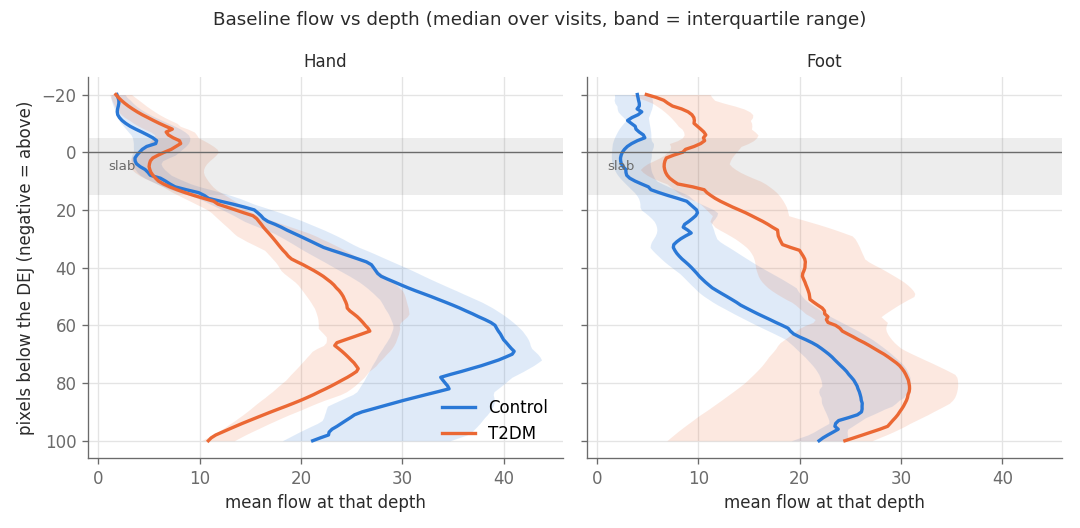 Baseline flow vs depth (median over visits, band = interquartile range)
Hand
Foot
pixels below the DEJ (negative = above)
−20
0
20
40
60
80
100
slab
slab
Control
T2DM
0 10 20 30 40
0 10 20 30 40
mean flow at that depth
mean flow at that depth